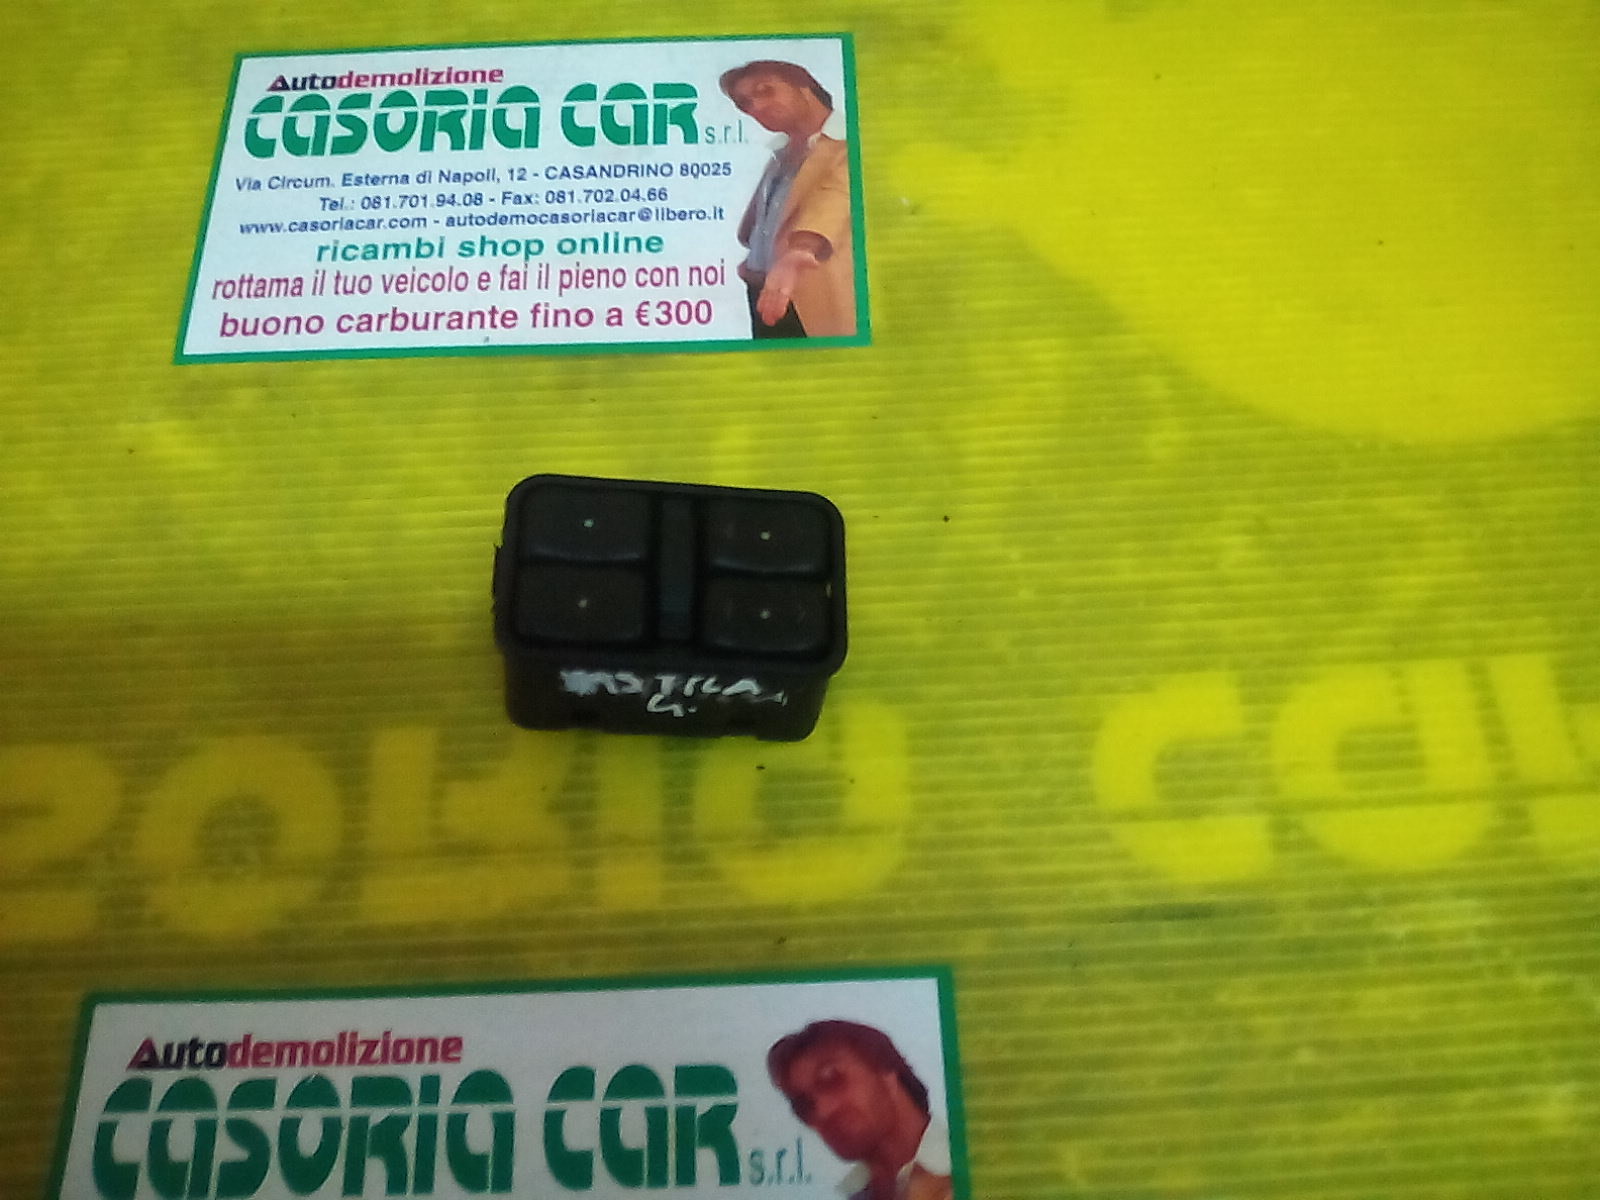 Autodemolizione
CASORIA CAR s.r.l.
Via Circum. Esterna di Napoli, 12 - CASANDRINO 80025
Tel.: 081.701.94.08 - Fax: 081.702.04.66
www.casoriacar.com - autodemocasoriacar@libero.it
ricambi shop online
rottama il tuo veicolo e fai il pieno con noi
buono carburante fino a €300
Autodemolizione
CASORIA CAR s.r.l.